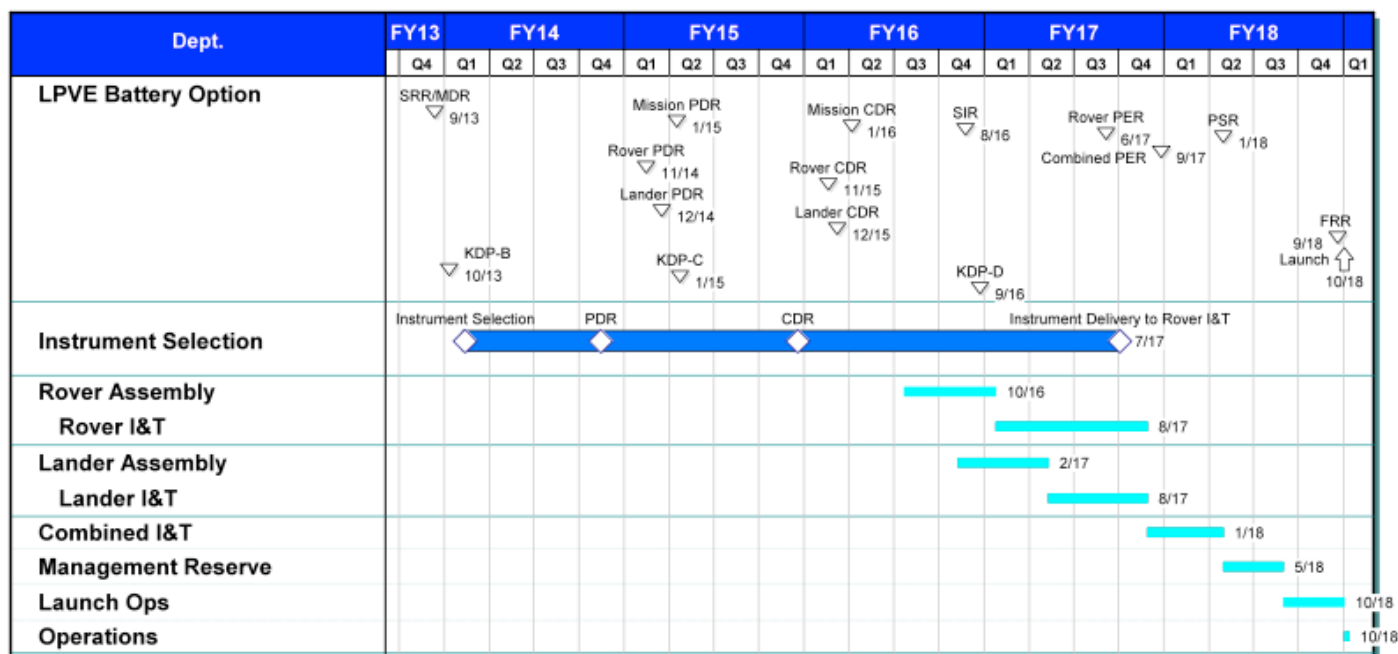 Dept. FY13 FY14 FY15 FY16 FY17 FY18
Q4 Q1 Q2 Q3 Q4 Q1 Q2 Q3 Q4 Q1 Q2 Q3 Q4 Q1 Q2 Q3 Q4 Q1 Q2 Q3 Q4 Q1
LPVE Battery Option
SRR/MDR
9/13
Mission PDR
1/15
Mission CDR
1/16
SIR
8/16
Rover PER
6/17
PSR
1/18
Combined PER 9/17
Rover PDR
11/14
Rover CDR
11/15
Lander PDR
12/14
Lander CDR
12/15
FRR
9/18
Launch
10/18
KDP-B
10/13
KDP-C
1/15
KDP-D
9/16
Instrument Selection PDR CDR Instrument Delivery to Rover I&T
Instrument Selection 7/17
Rover Assembly 10/16
Rover I&T 8/17
Lander Assembly 2/17
Lander I&T 8/17
Combined I&T 1/18
Management Reserve 5/18
Launch Ops 10/18
Operations 10/18